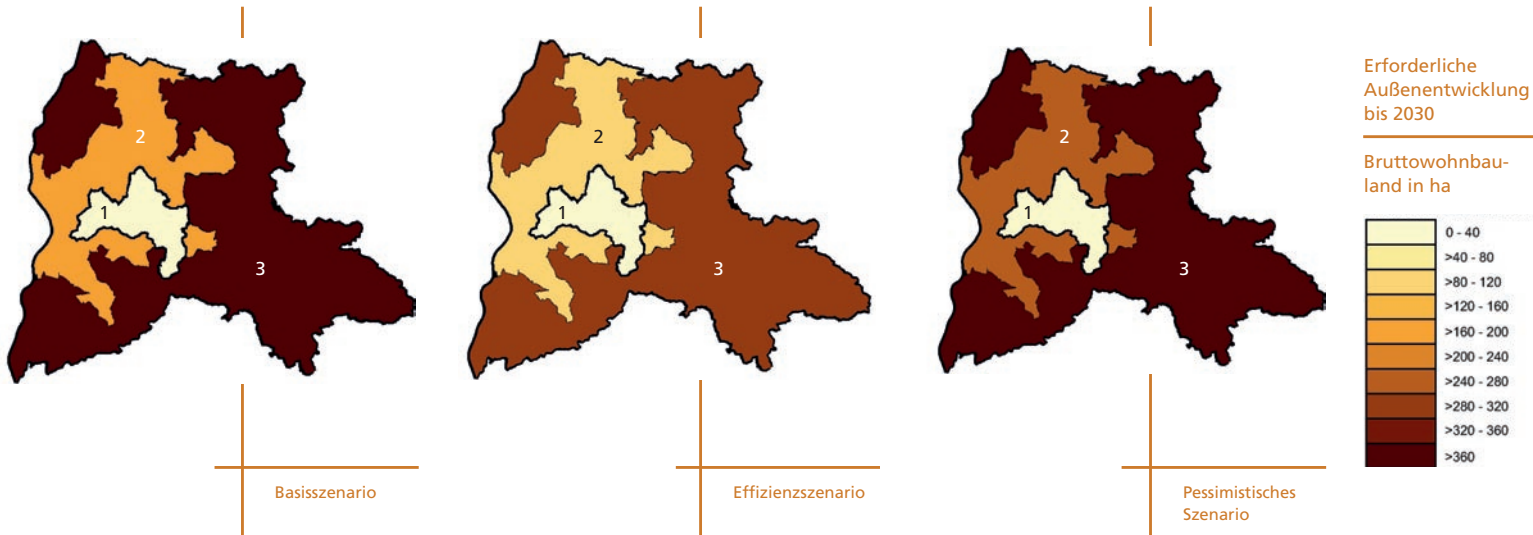 2
1
3
Basisszenario
2
1
3
Effizienzszenario
2
1
3
Pessimistisches
Szenario
Erforderliche
Außenentwicklung
bis 2030
Bruttowohnbau-
land in ha
0 - 40
>40 - 80
>80 - 120
>120 - 160
>160 - 200
>200 - 240
>240 - 280
>280 - 320
>320 - 360
>360